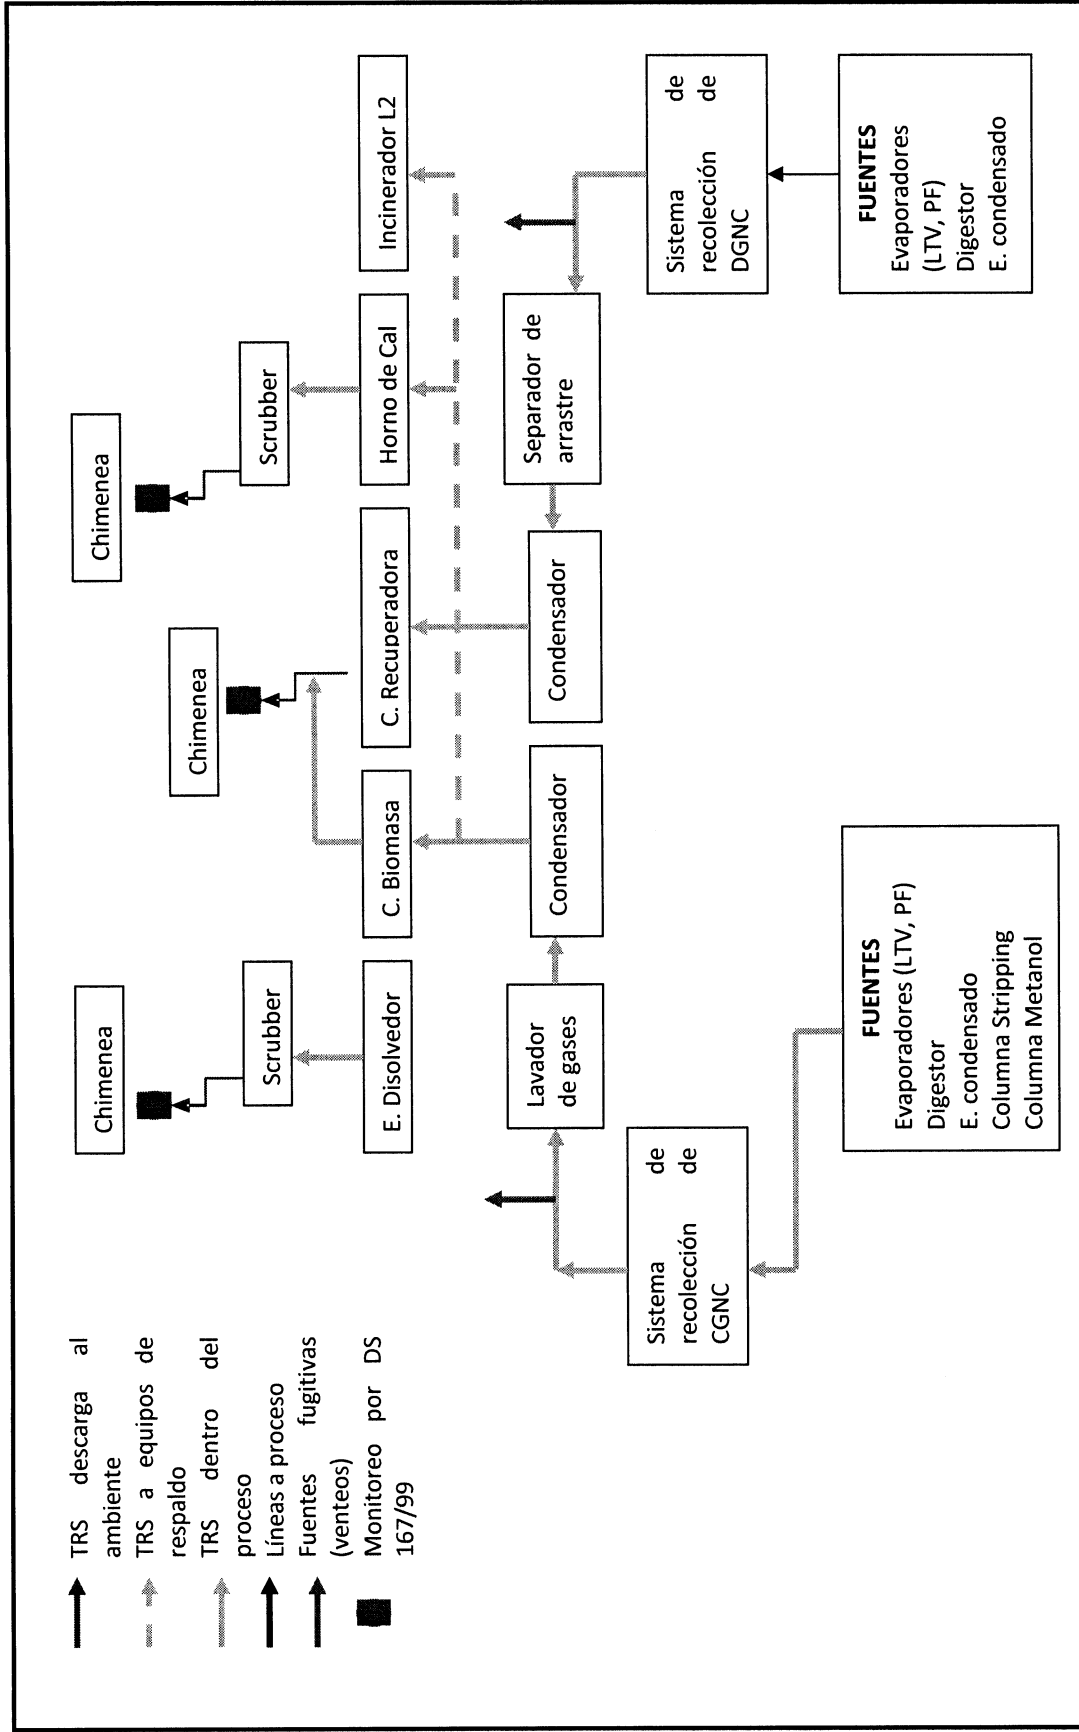 TRS descarga al
ambiente
TRS a equipos de
respaldo
TRS dentro del
proceso
Líneas a proceso
Fuentes fugitivas
(venteos)
Monitoreo por DS
167/99
Chimenea
Scrubber
E. Disolvedor
Chimenea
C. Biomasa
C. Recuperadora
Chimenea
Scrubber
Horno de Cal
Incinerador L2
Lavador
de gases
Condensador
Condensador
Separador de
arrastre
Sistema de
recolección de
CGNC
Sistema de
recolección de
DGNC
FUENTES
Evaporadores (LTV, PF)
Digestor
E. condensado
Columna Stripping
Columna Metanol
FUENTES
Evaporadores
(LTV, PF)
Digestor
E. condensado